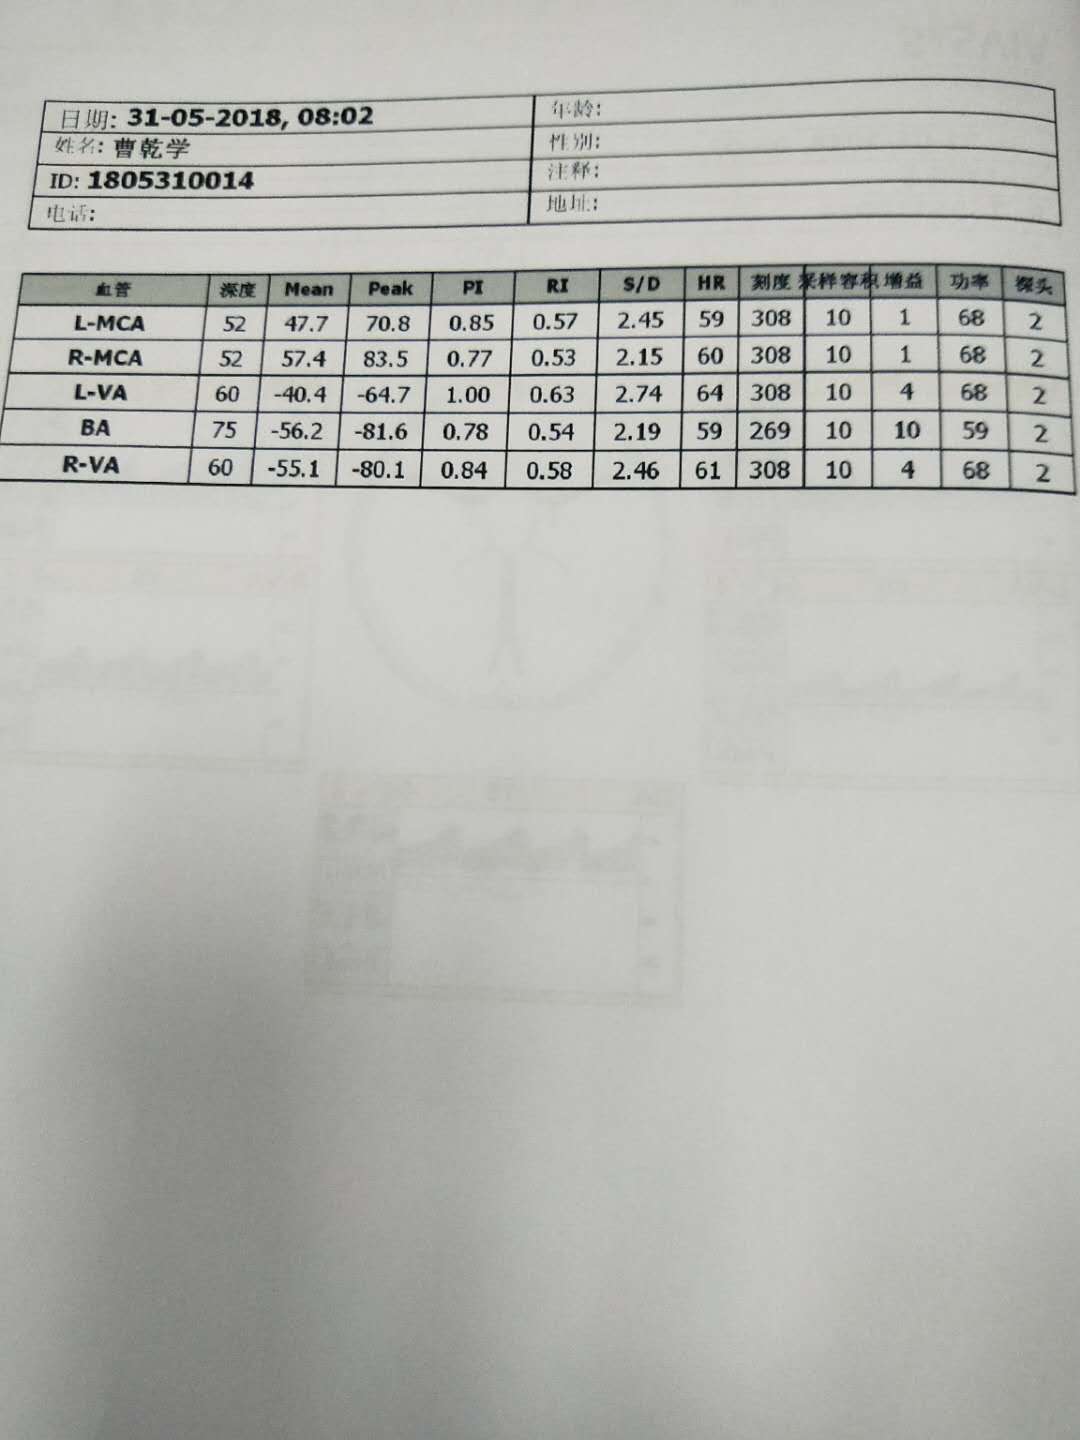 日期: 31-05-2018, 08:02 年龄:
姓名: 曹乾学 性别:
ID: 1805310014 注释:
电话: 地址:
血管 深度 Mean Peak PI RI S/D HR 刻度 采样容积 增益 功率 探头
L-MCA 52 47.7 70.8 0.85 0.57 2.45 59 308 10 1 68 2
R-MCA 52 57.4 83.5 0.77 0.53 2.15 60 308 10 1 68 2
L-VA 60 -40.4 -64.7 1.00 0.63 2.74 64 308 10 4 68 2
BA 75 -56.2 -81.6 0.78 0.54 2.19 59 269 10 10 59 2
R-VA 60 -55.1 -80.1 0.84 0.58 2.46 61 308 10 4 68 2